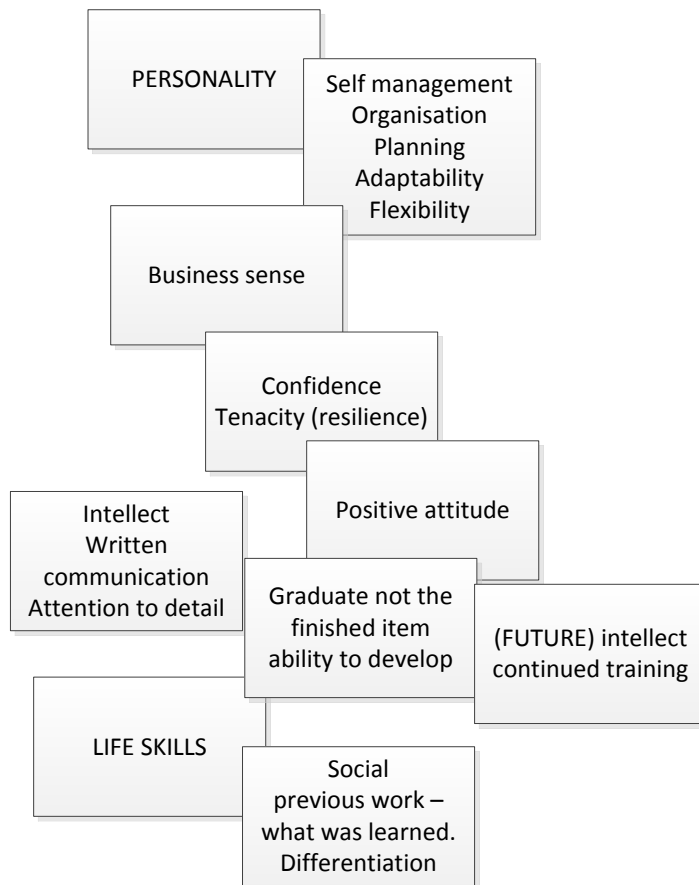 PERSONALITY
Self management
Organisation
Planning
Adaptability
Flexibility
Business sense
Confidence
Tenacity (resilience)
Positive attitude
Intellect
Written
communication
Attention to detail
Graduate not the
finished item
ability to develop
(FUTURE) intellect
continued training
LIFE SKILLS
Social
previous work –
what was learned.
Differentiation